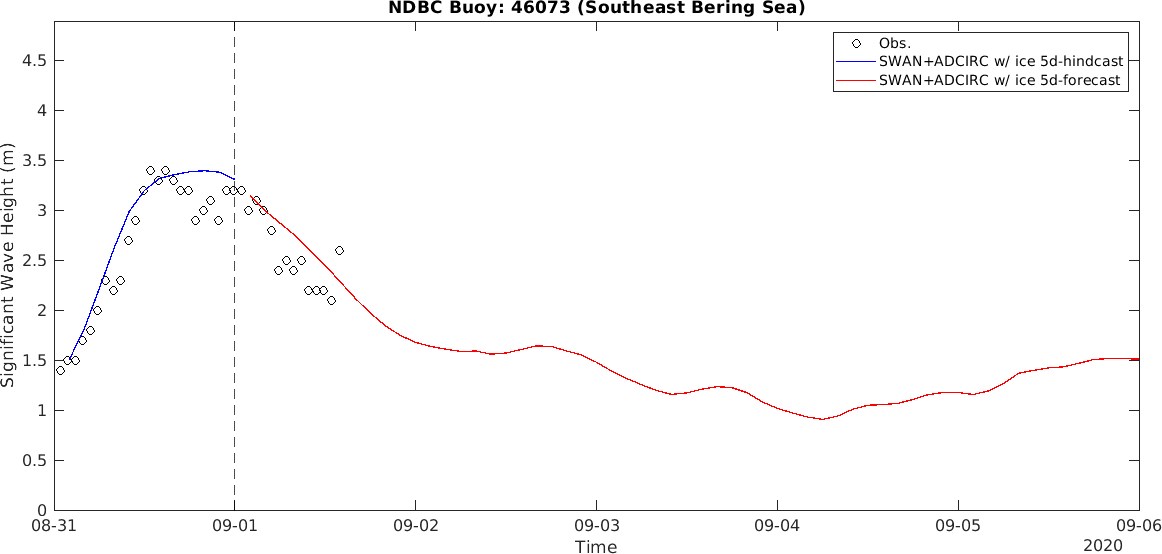 NDBC Buoy: 46073 (Southeast Bering Sea)
Obs.
SWAN+ADCIRC w/ ice 5d-hindcast
SWAN+ADCIRC w/ ice 5d-forecast
Significant Wave Height (m)
4.5
4
3.5
3
2.5
2
1.5
1
0.5
0
08-31 09-01 09-02 09-03 09-04 09-05 09-06
Time
2020